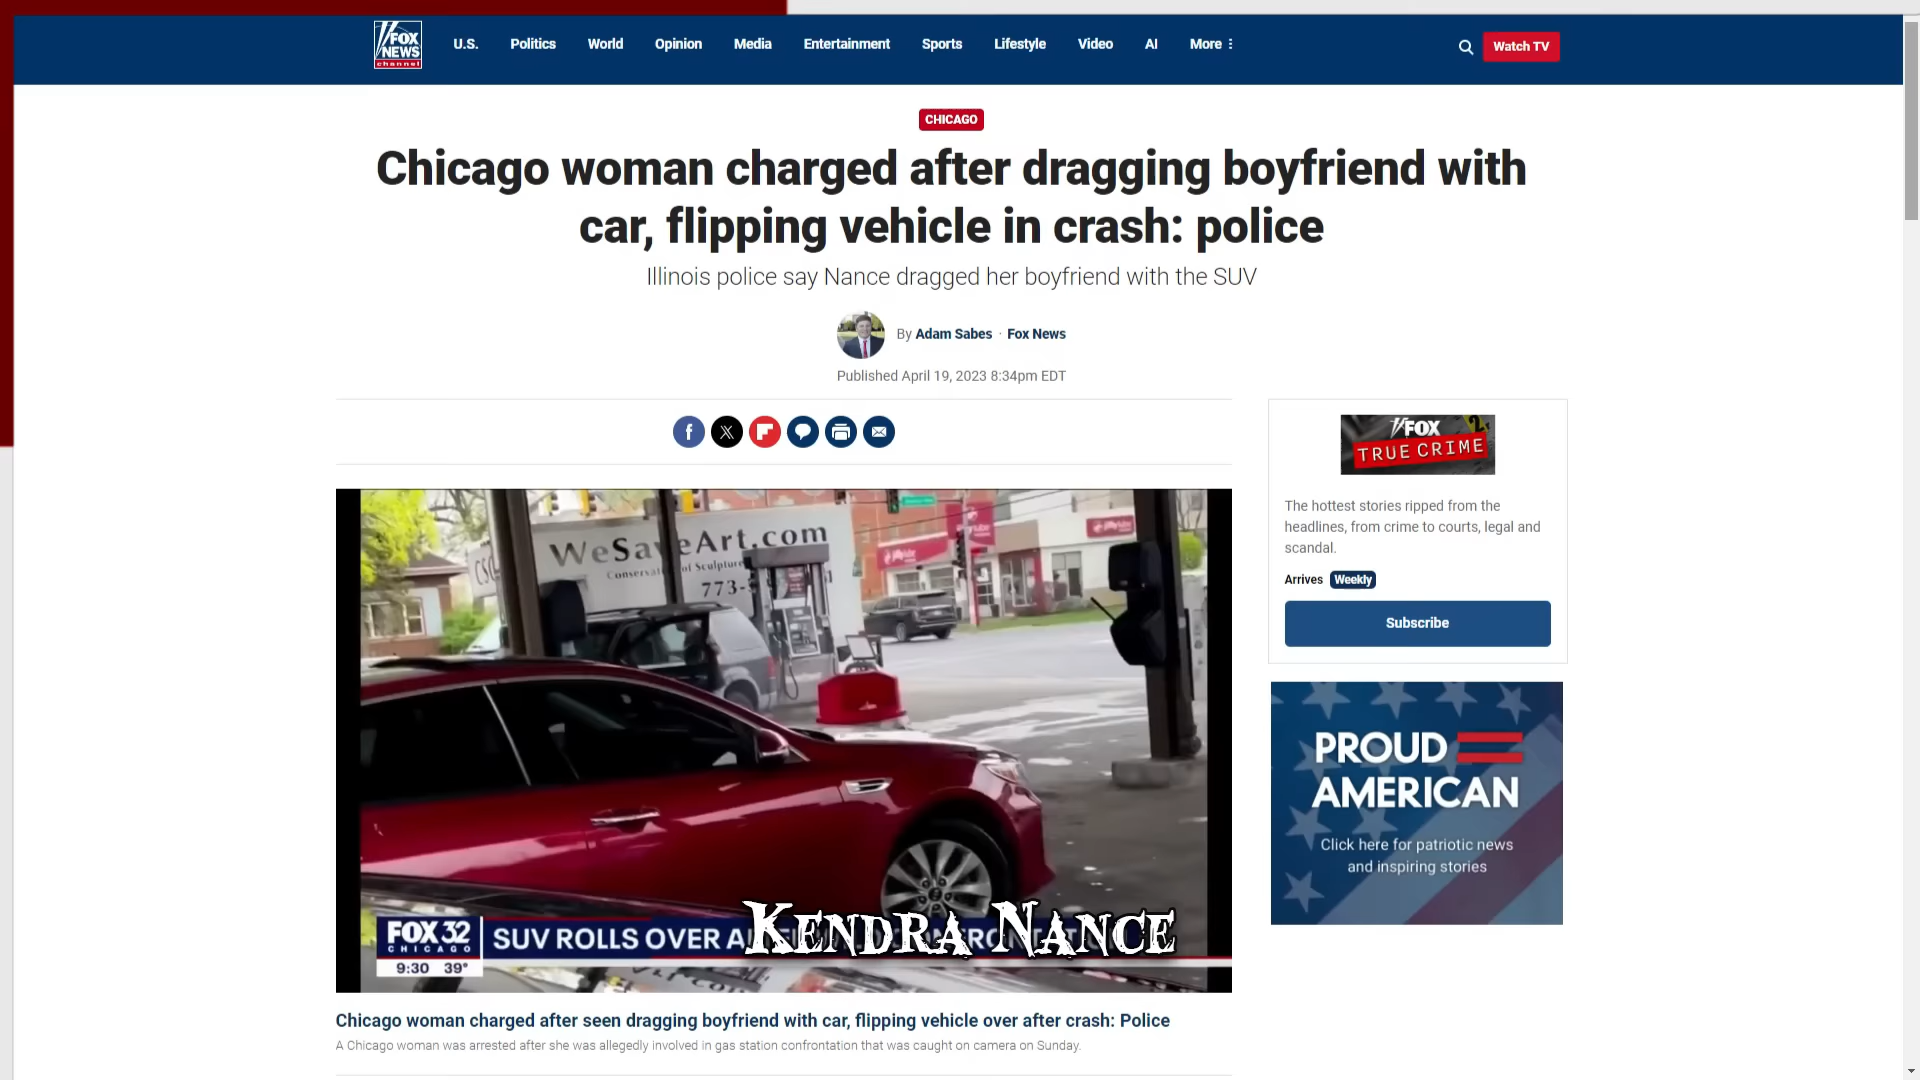 FOX
NEWS
channel
U.S.
Politics
World
Opinion
Media
Entertainment
Sports
Lifestyle
Video
AI
More
Watch TV
CHICAGO
Chicago woman charged after dragging boyfriend with
car, flipping vehicle in crash: police
Illinois police say Nance dragged her boyfriend with the SUV
By Adam Sabes · Fox News
Published April 19, 2023 8:34pm EDT
WeSaveArt.com
773-
FOX 32
CHICAGO
9:30 39°
SUV ROLLS OVER
KENDRA NANCE
Chicago woman charged after seen dragging boyfriend with car, flipping vehicle over after crash: Police
A Chicago woman was arrested after she was allegedly involved in gas station confrontation that was caught on camera on Sunday.
FOX
TRUE CRIME
The hottest stories ripped from the
headlines, from crime to courts, legal and
scandal.
Arrives Weekly
Subscribe
PROUD
AMERICAN
Click here for patriotic news
and inspiring stories